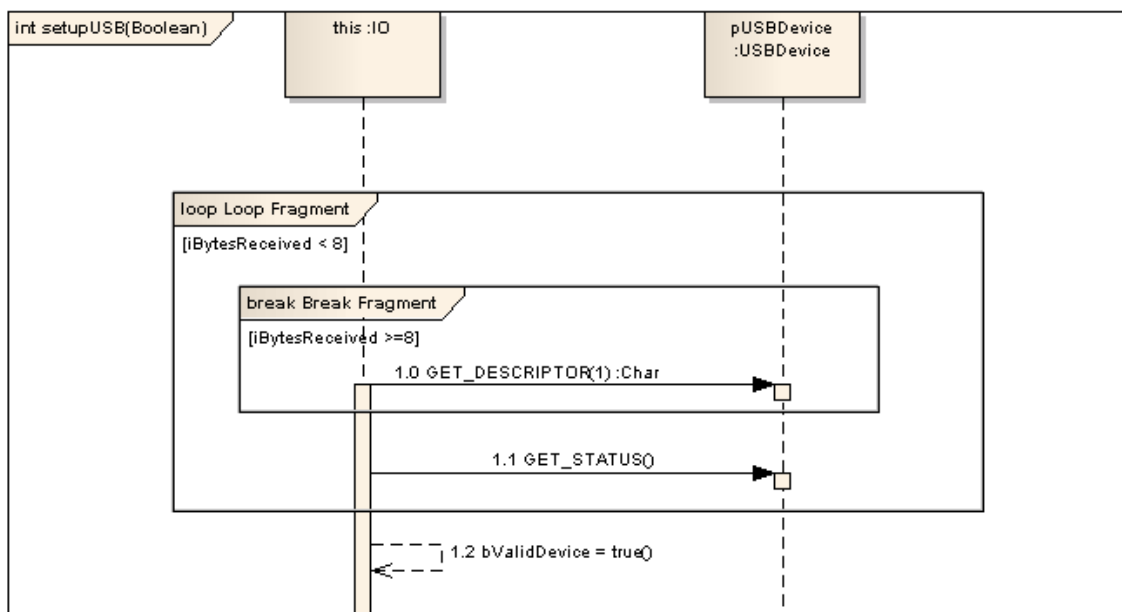 int setupUSB(Boolean)
this :IO
pUSBDevice
:USBDevice
loop Loop Fragment
[iBytesReceived < 8]
break Break Fragment
[iBytesReceived >=8]
1.0 GET_DESCRIPTOR(1) :Char
1.1 GET_STATUS()
1.2 bValidDevice = true()